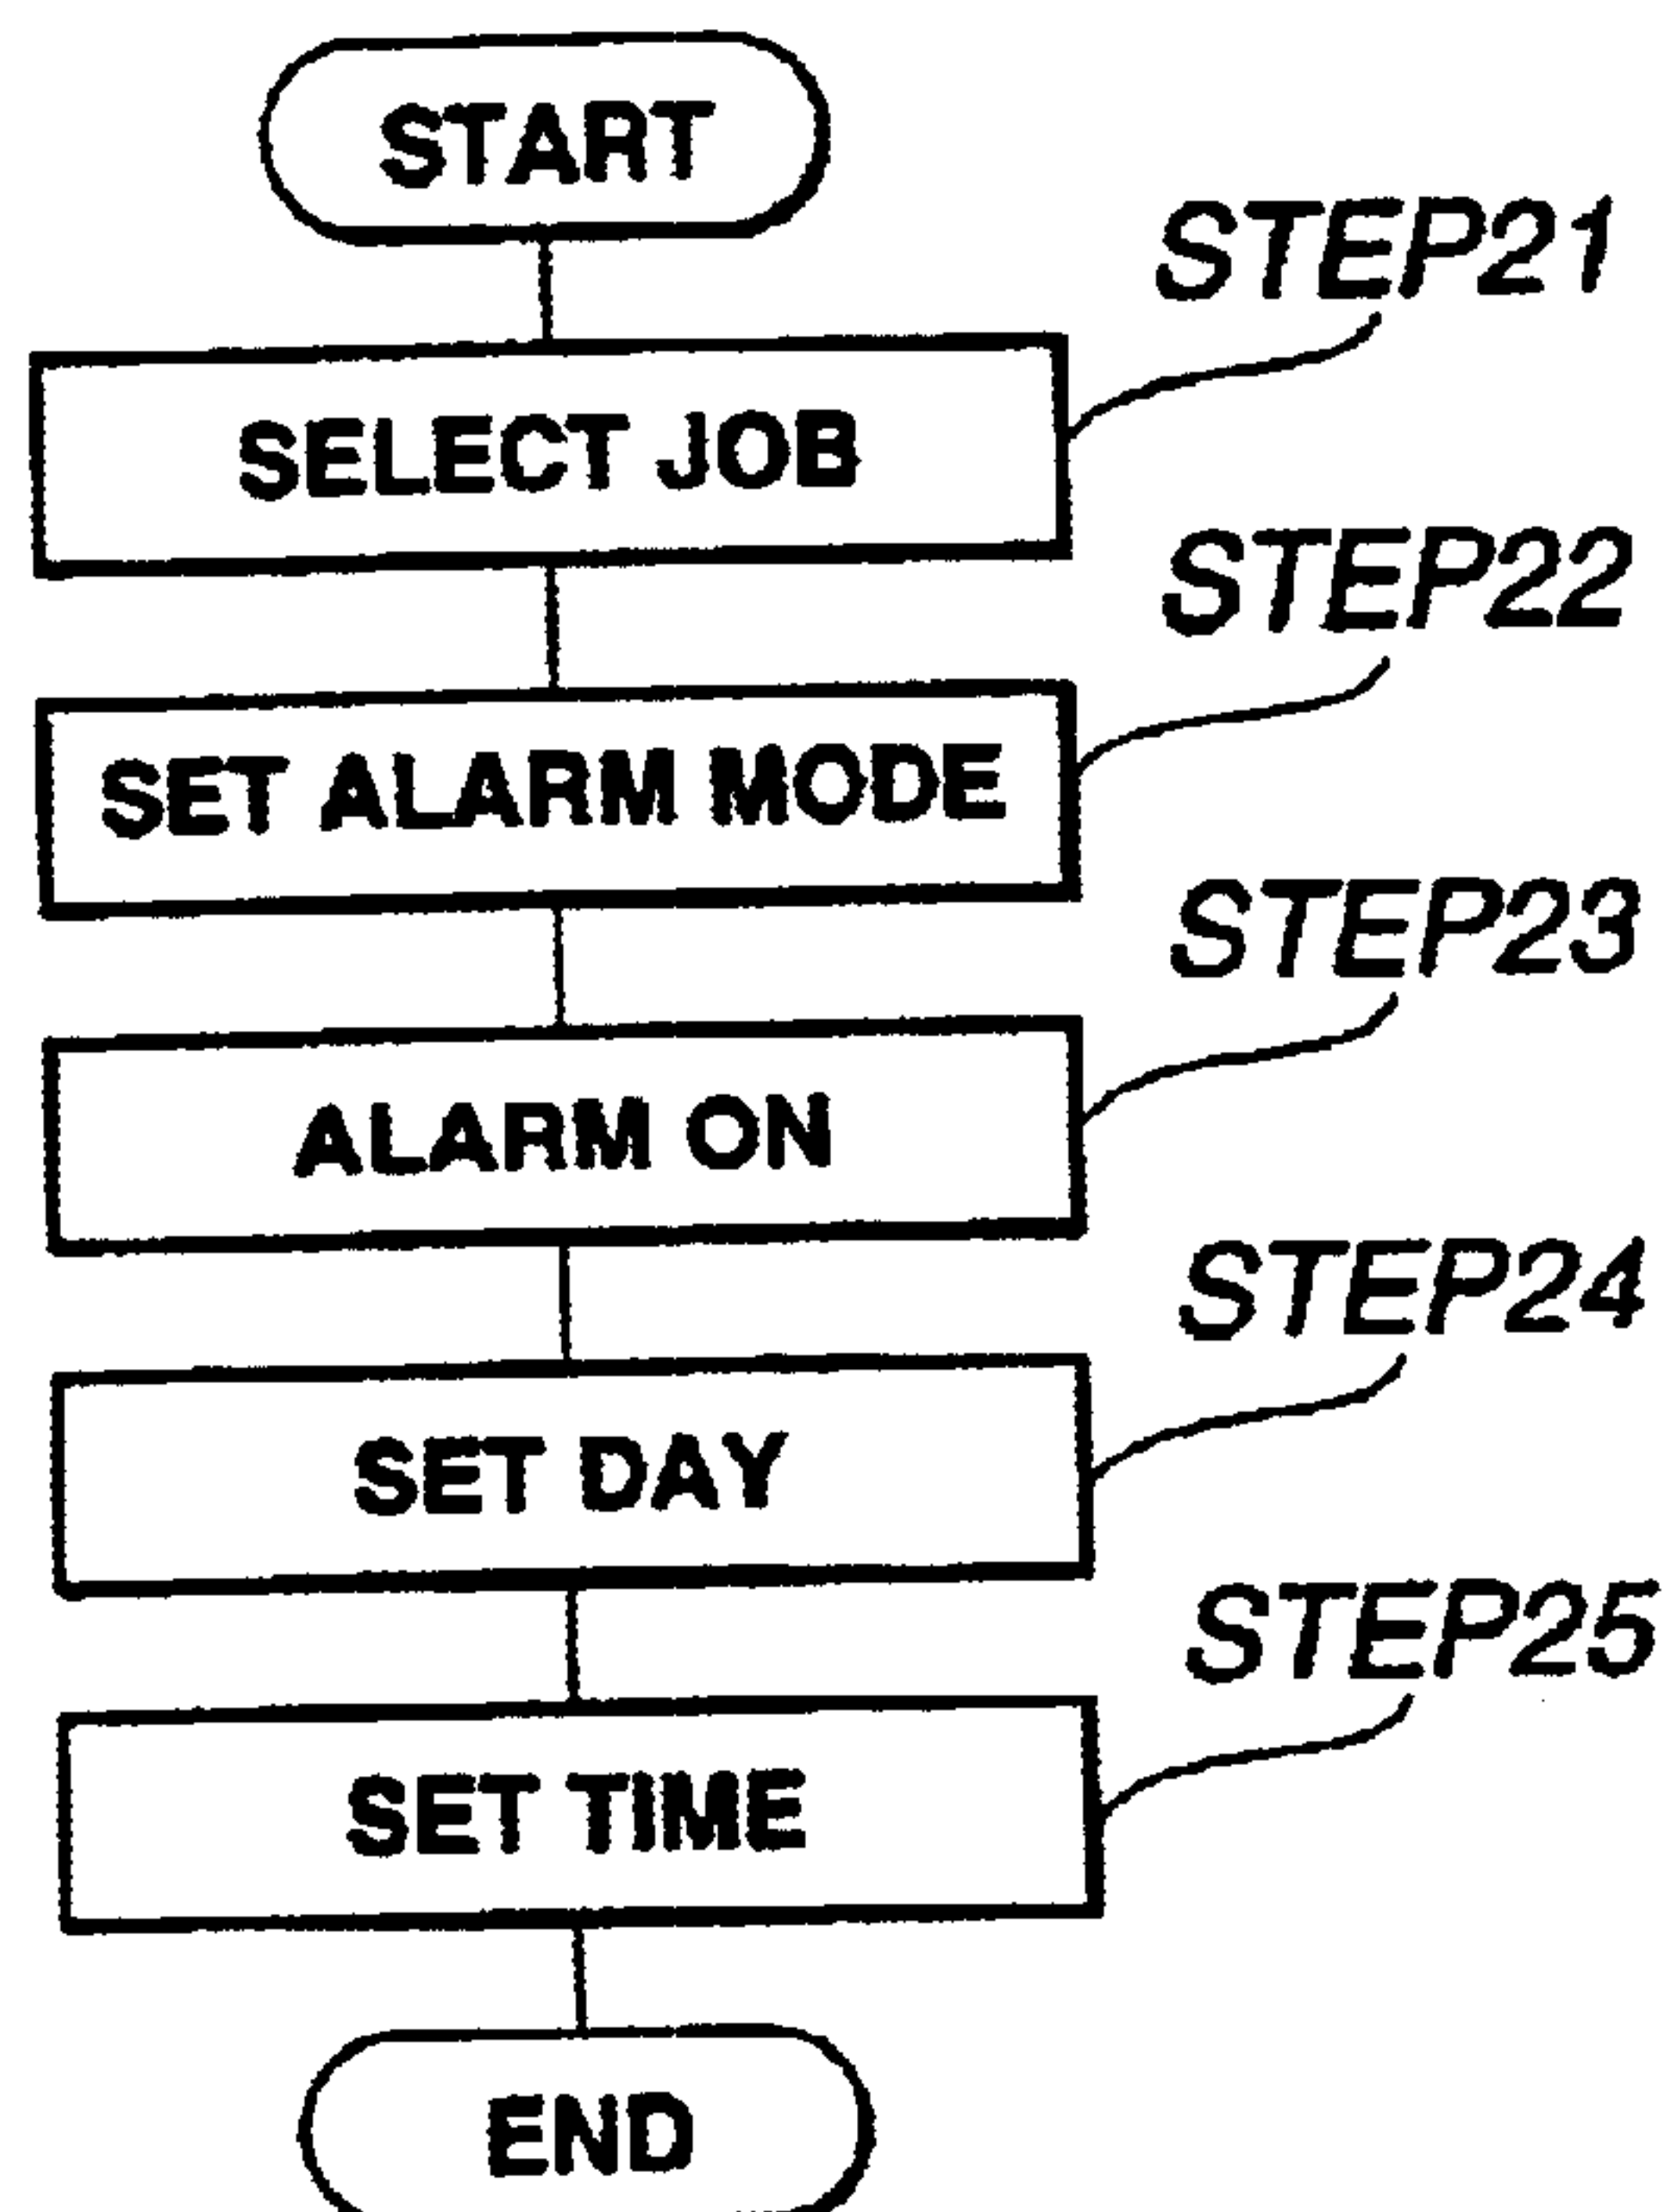 START
STEP21
SELECT JOB
STEP22
SET ALARM MODE
STEP23
ALARM ON
STEP24
SET DAY
STEP25
SET TIME
END